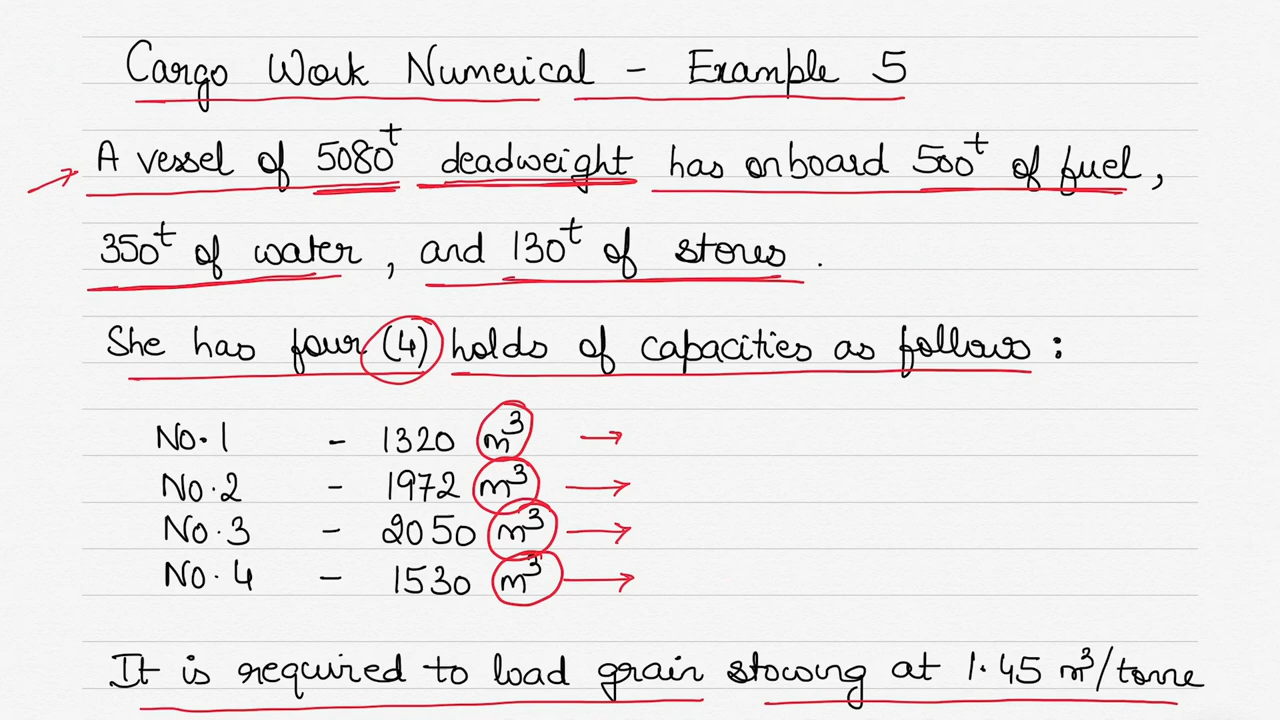 Cargo Work Numerical - Example 5
A vessel of 5080ᵗ deadweight has onboard 500ᵗ of fuel,
350ᵗ of water, and 130ᵗ of stores.
She has four (4) holds of capacities as follows:
No.1 - 1320 m³ →
No.2 - 1972 m³ →
No.3 - 2050 m³ →
No.4 - 1530 m³ →
It is required to load grain stowing at 1.45 m³/tonne